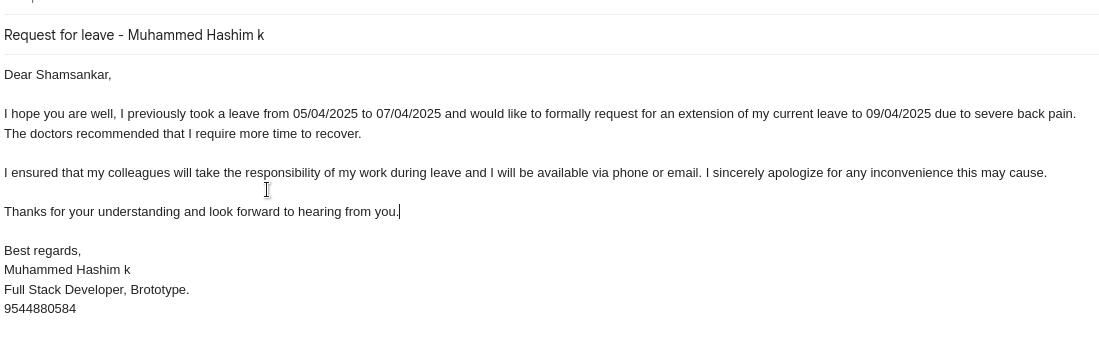 Request for leave - Muhammed Hashim k
Dear Shamsankar,
I hope you are well, I previously took a leave from 05/04/2025 to 07/04/2025 and would like to formally request for an extension of my current leave to 09/04/2025 due to severe back pain.
The doctors recommended that I require more time to recover.
I ensured that my colleagues will take the responsibility of my work during leave and I will be available via phone or email. I sincerely apologize for any inconvenience this may cause.
Thanks for your understanding and look forward to hearing from you.
Best regards,
Muhammed Hashim k
Full Stack Developer, Brototype.
9544880584